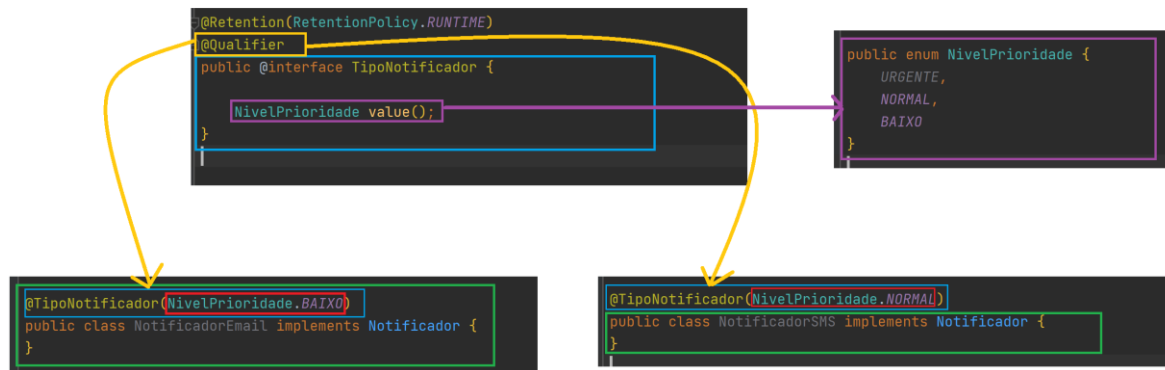 @Retention(RetentionPolicy.RUNTIME)
@Qualifier
public @interface TipoNotificador {
NivelPrioridade value();
}
public enum NivelPrioridade {
URGENTE,
NORMAL,
BAIXO
}
@TipoNotificador(NivelPrioridade.BAIXO)
public class NotificadorEmail implements Notificador {
}
@TipoNotificador(NivelPrioridade.NORMAL)
public class NotificadorSMS implements Notificador {
}